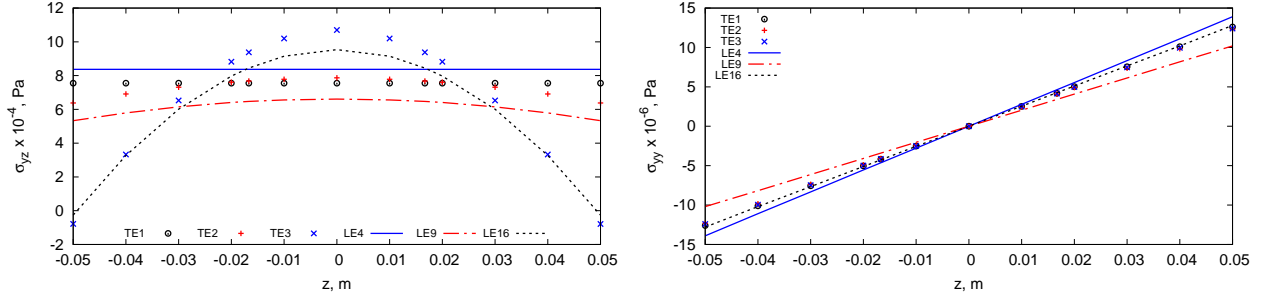 12
10
8
6
4
2
0
-2
σyz x 10-4, Pa
TE1 TE2 TE3 LE4 LE9 LE16
-0.05 -0.04 -0.03 -0.02 -0.01 0 0.01 0.02 0.03 0.04 0.05
z, m
15
10
5
0
-5
-10
-15
σyy x 10-6, Pa
TE1
TE2
TE3
LE4
LE9
LE16
-0.05 -0.04 -0.03 -0.02 -0.01 0 0.01 0.02 0.03 0.04 0.05
z, m